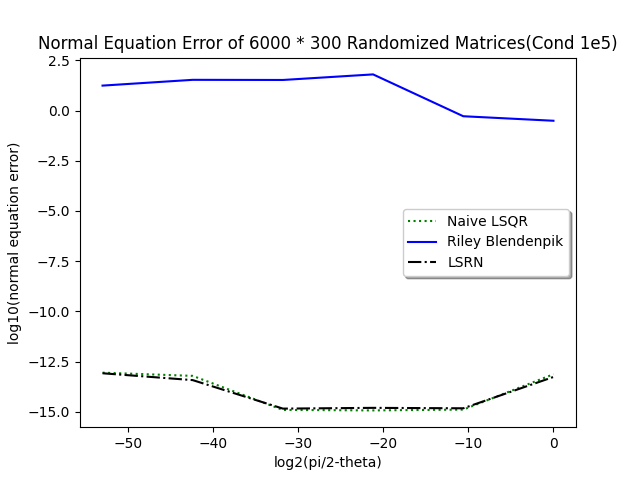 Normal Equation Error of 6000 * 300 Randomized Matrices(Cond 1e5)
2.5
0.0
−2.5
−5.0
−7.5
−10.0
−12.5
−15.0
log10(normal equation error)
Naive LSQR
Riley Blendenpik
LSRN
−50
−40
−30
−20
−10
0
log2(pi/2-theta)